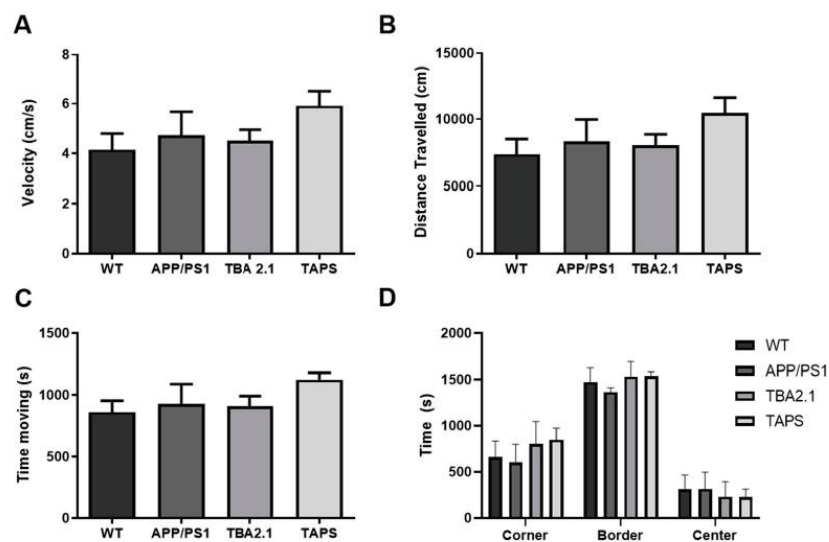 A
Velocity (cm/s)
8
6
4
2
0
WT APP/PS1 TBA 2.1 TAPS
B
Distance Travelled (cm)
15000
10000
5000
0
WT APP/PS1 TBA2.1 TAPS
C
Time moving (s)
1500
1000
500
0
WT APP/PS1 TBA2.1 TAPS
D
Time (s)
2000
1500
1000
500
0
Corner Border Center
WT
APP/PS1
TBA2.1
TAPS